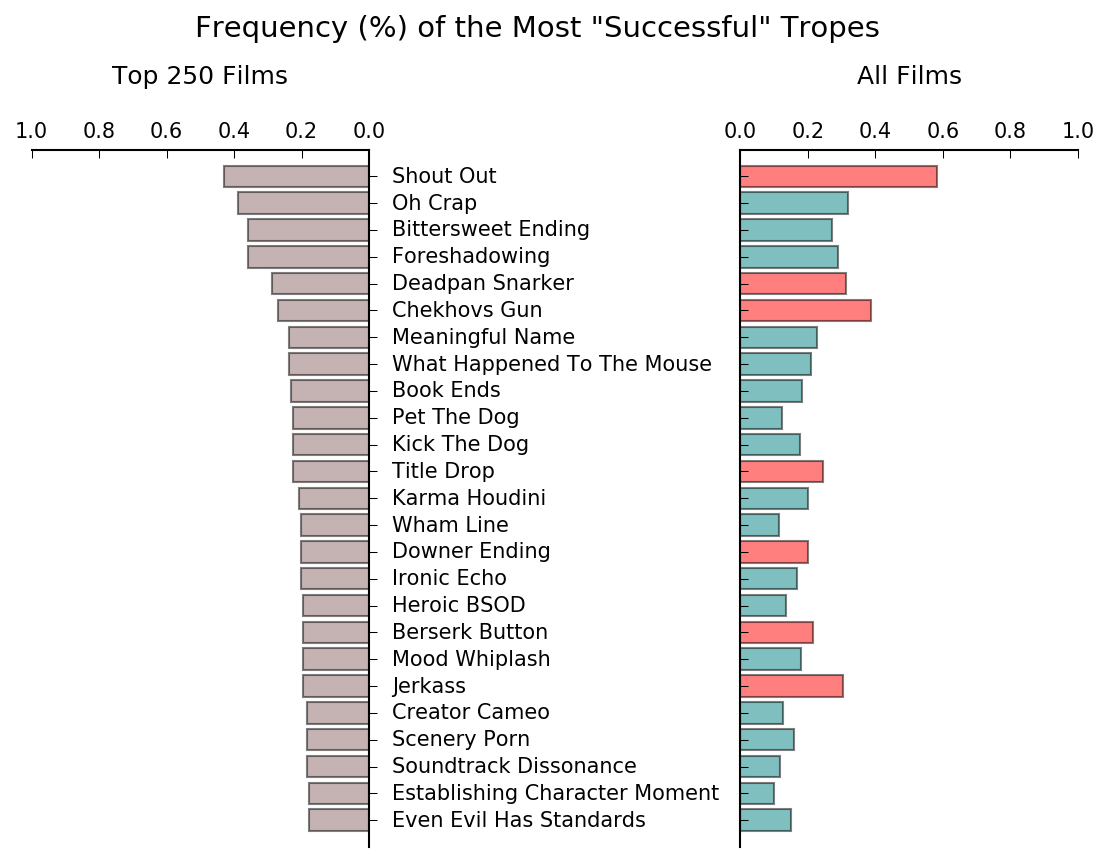 Frequency (%) of the Most "Successful" Tropes
Top 250 Films
All Films
1.0 0.8 0.6 0.4 0.2 0.0
0.0 0.2 0.4 0.6 0.8 1.0
Shout Out
Oh Crap
Bittersweet Ending
Foreshadowing
Deadpan Snarker
Chekhovs Gun
Meaningful Name
What Happened To The Mouse
Book Ends
Pet The Dog
Kick The Dog
Title Drop
Karma Houdini
Wham Line
Downer Ending
Ironic Echo
Heroic BSOD
Berserk Button
Mood Whiplash
Jerkass
Creator Cameo
Scenery Porn
Soundtrack Dissonance
Establishing Character Moment
Even Evil Has Standards